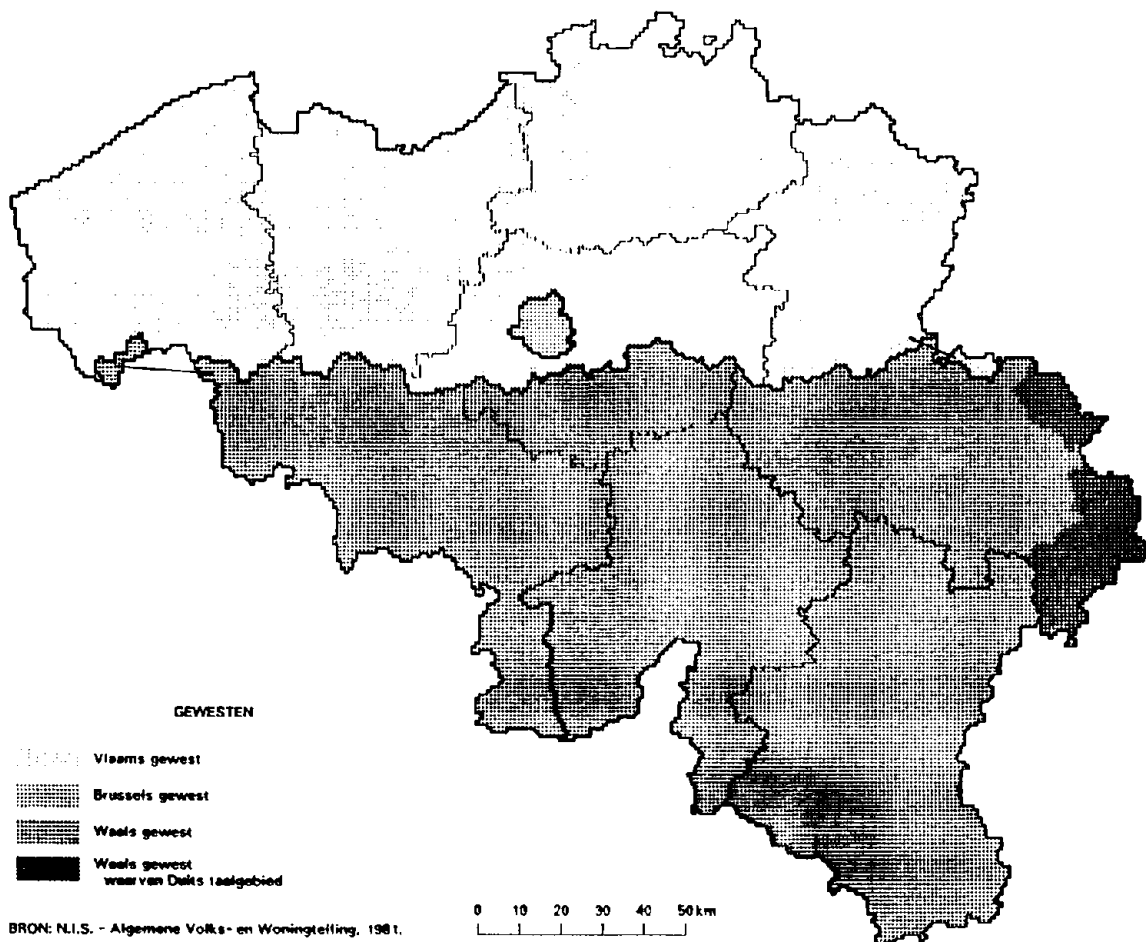 GEWESTEN
Vlaams gewest
Brussels gewest
Waals gewest
Waals gewest
waarvan Duits taalgebied
0 10 20 30 40 50 km
BRON: N.I.S. - Algemene Volks- en Woningtelling, 1981.